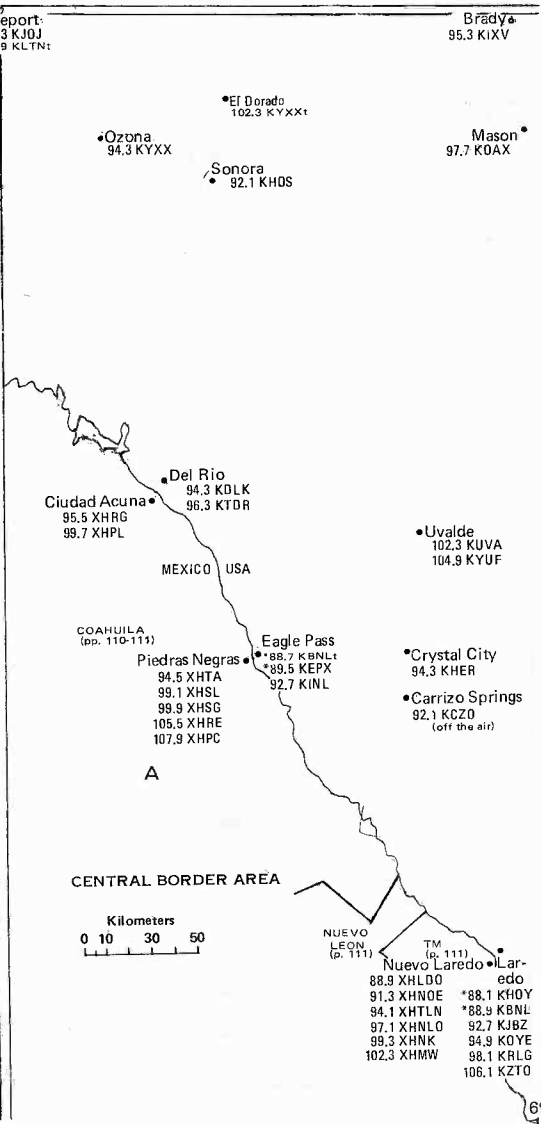 eport
3 KJOJ
9 KLTNt
Brady
95.3 KIXV
El Dorado
102.3 KYXXt
Ozona
94.3 KYXX
Mason
97.7 KOAX
Sonora
92.1 KHOS
Del Rio
94.3 KDLK
96.3 KTDR
Ciudad Acuna
95.5 XHRG
99.7 XHPL
Uvalde
102.3 KUVA
104.9 KYUF
MEXICO USA
COAHUILA
(pp. 110-111)
Eagle Pass
*88.7 KBNLt
*89.5 KEPX
92.7 KINL
Piedras Negras
94.5 XHTA
99.1 XHSL
99.9 XHSG
105.5 XHRE
107.9 XHPC
Crystal City
94.3 KHER
Carrizo Springs
92.1 KCZO
(off the air)
A
CENTRAL BORDER AREA
Kilometers
0 10 30 50
NUEVO
LEON
(p. 111)
TM
(p. 111)
Nuevo Laredo
88.9 XHLDO
91.3 XHNOE
94.1 XHTLN
97.1 XHNLO
99.3 XHNK
102.3 XHMW
Lar-
edo
*88.1 KHOY
*88.9 KBNL
92.7 KJBZ
94.9 KOYE
98.1 KRLG
106.1 KZTO